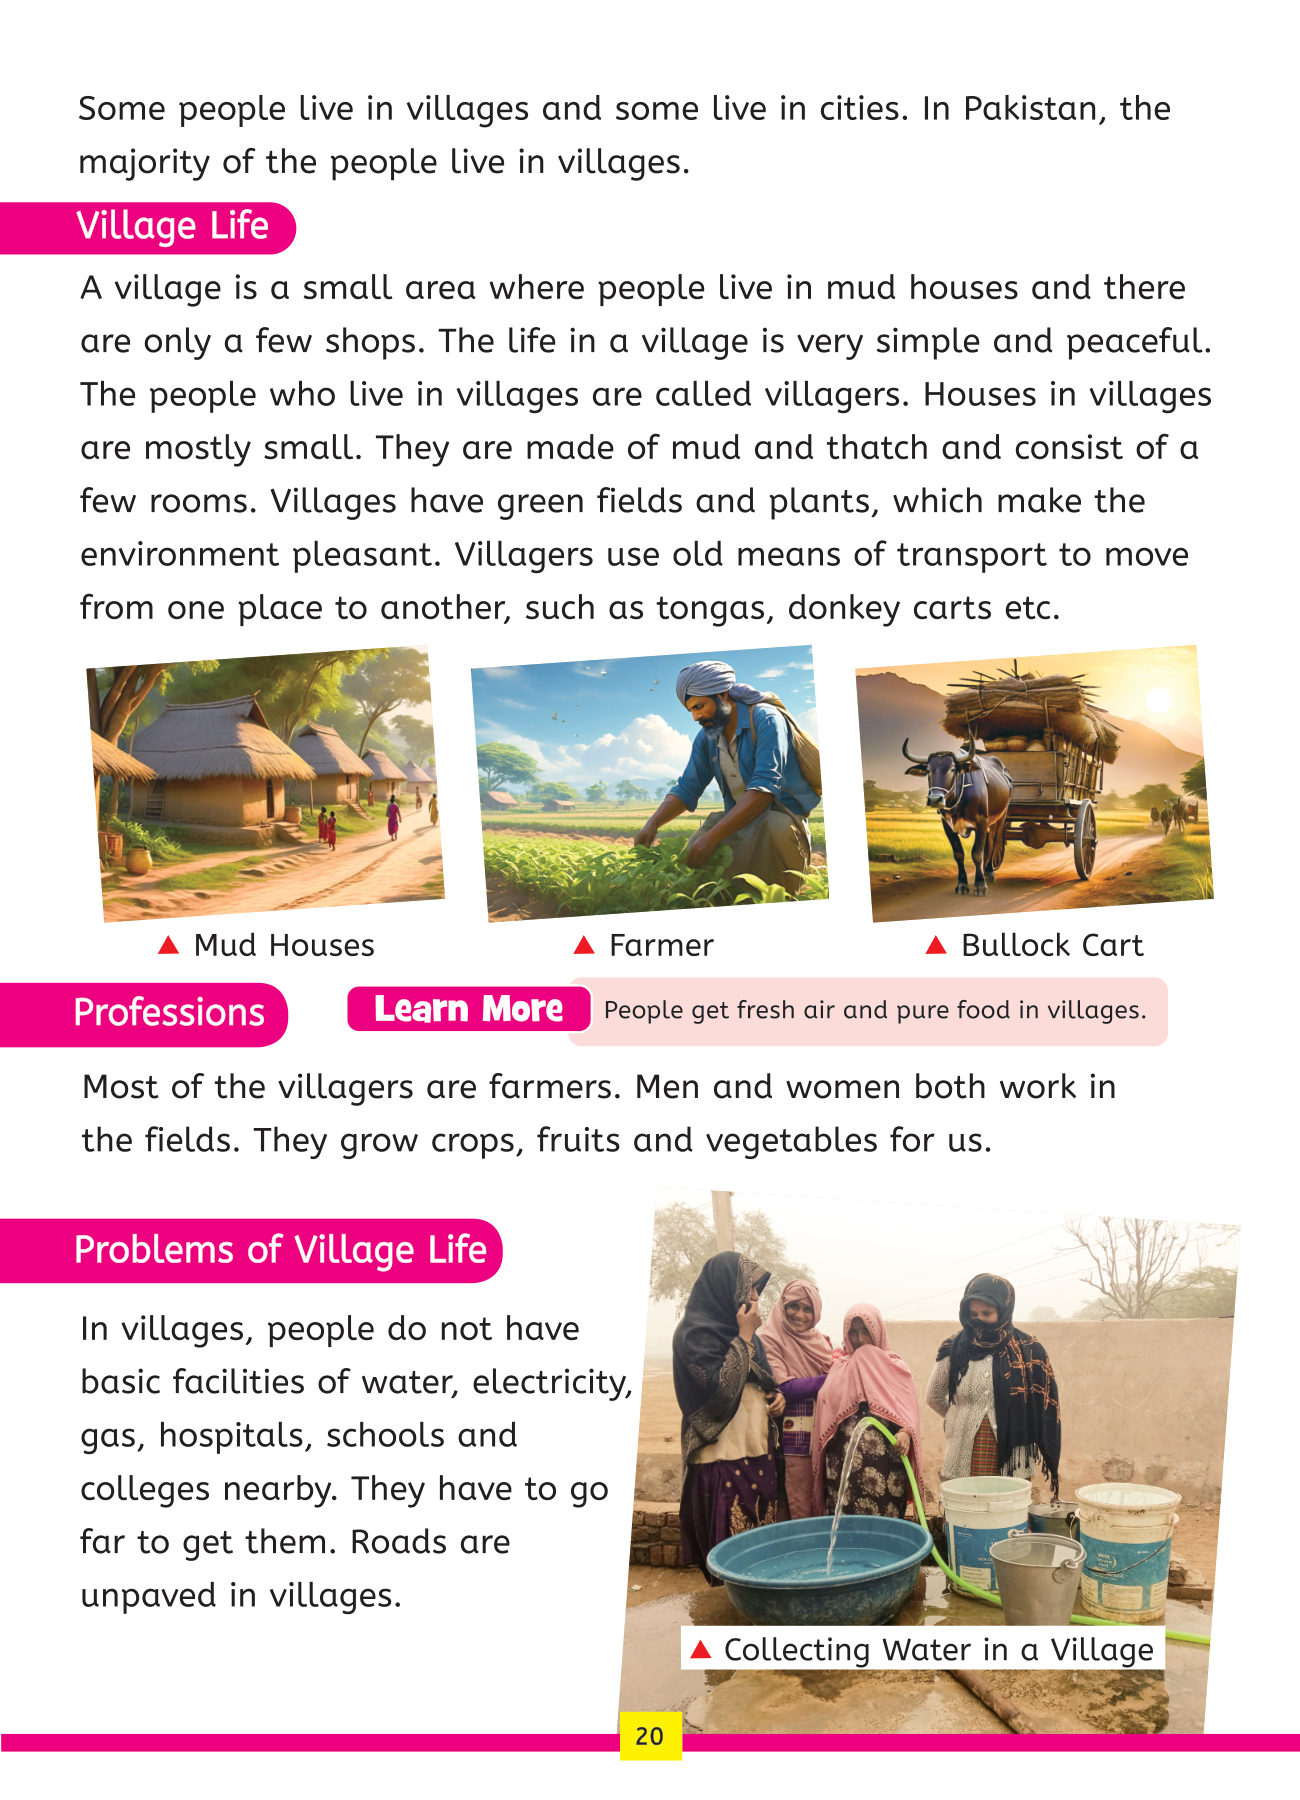 Some people live in villages and some live in cities. In Pakistan, the
majority of the people live in villages.
Village Life
A village is a small area where people live in mud houses and there
are only a few shops. The life in a village is very simple and peaceful.
The people who live in villages are called villagers. Houses in villages
are mostly small. They are made of mud and thatch and consist of a
few rooms. Villages have green fields and plants, which make the
environment pleasant. Villagers use old means of transport to move
from one place to another, such as tongas, donkey carts etc.
▲ Mud Houses
▲ Farmer
▲ Bullock Cart
Professions
Learn More
People get fresh air and pure food in villages.
Most of the villagers are farmers. Men and women both work in
the fields. They grow crops, fruits and vegetables for us.
Problems of Village Life
In villages, people do not have
basic facilities of water, electricity,
gas, hospitals, schools and
colleges nearby. They have to go
far to get them. Roads are
unpaved in villages.
TATA
TATA
▲ Collecting Water in a Village
20